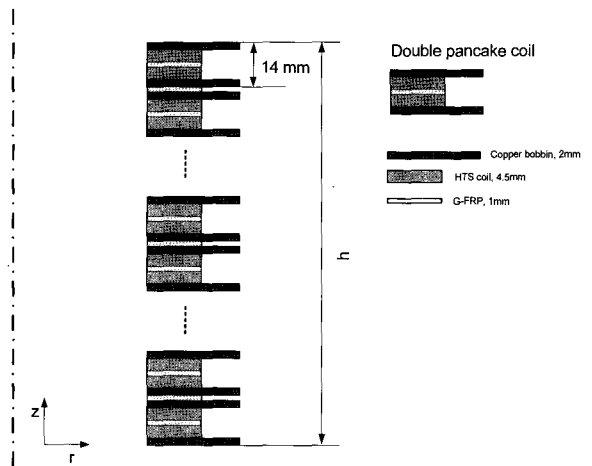 Double pancake coil
14 mm
Copper bobbin, 2mm
HTS coil, 4.5mm
G-FRP, 1mm
h
z
r